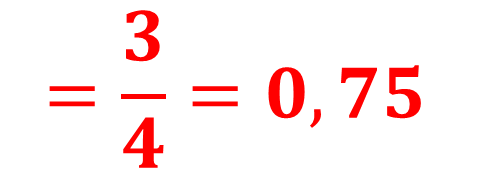 = 3/4 = 0,75